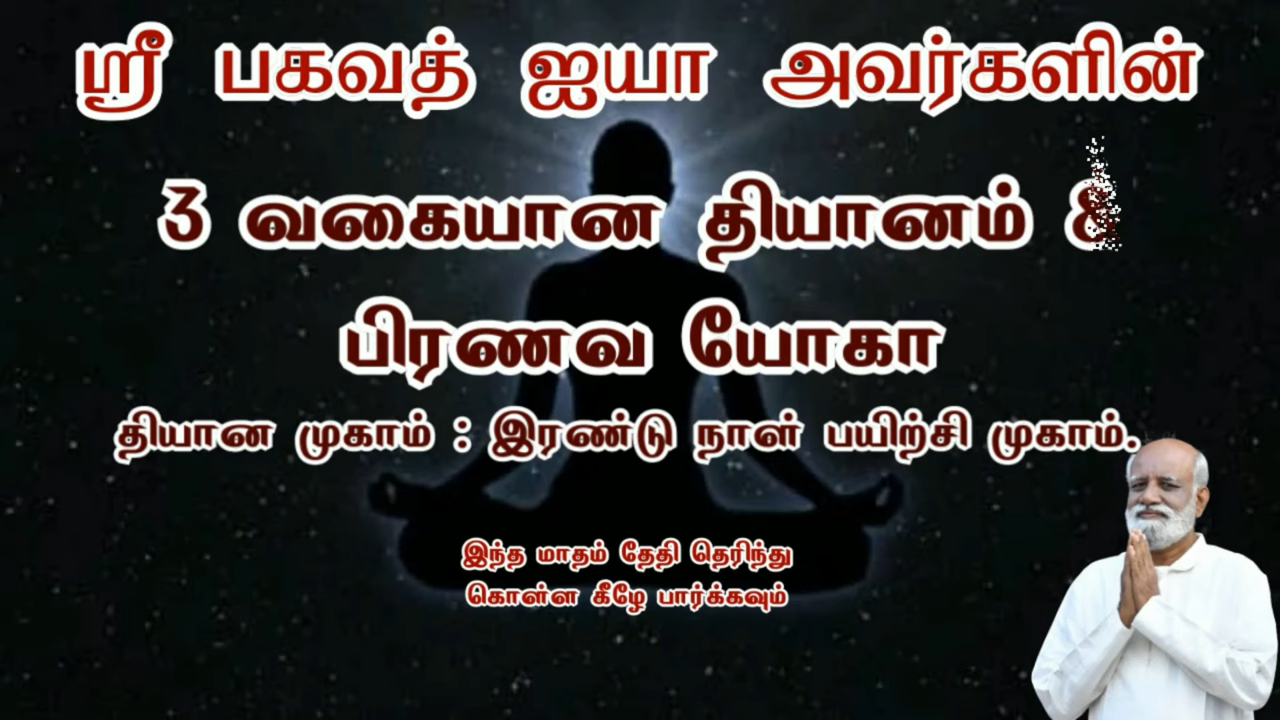 ஸ்ரீ பகவத் ஐயா அவர்களின்
3 வகையான தியானம் &
பிரணவ யோகா
தியான முகாம் : இரண்டு நாள் பயிற்சி முகாம்.
இந்த மாதம் தேதி தெரிந்து
கொள்ள கீழே பார்க்கவும்